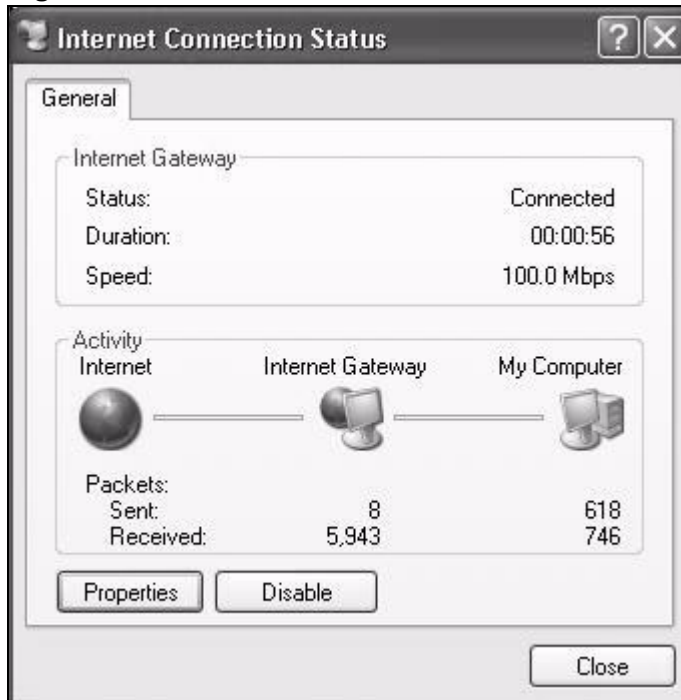 Internet Connection Status
General
Internet Gateway
Status: Connected
Duration: 00:00:56
Speed: 100.0 Mbps
Activity
Internet Internet Gateway My Computer
Packets:
Sent: 8 618
Received: 5,943 746
Properties Disable
Close